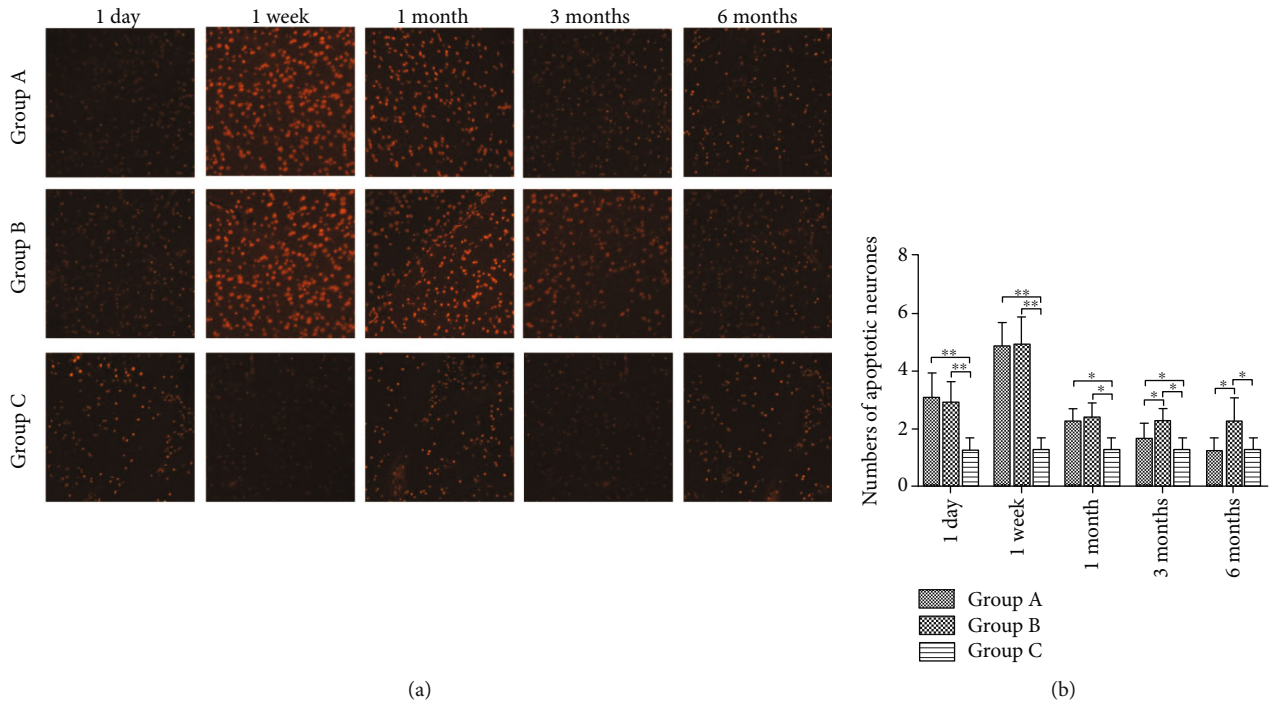 1 day 1 week 1 month 3 months 6 months
Group A
Group B
Group C
(a)
Numbers of apoptotic neurones
8
6
4
2
0
** **
** **
* *
* * *
* *
1 day 1 week 1 month 3 months 6 months
Group A
Group B
Group C
(b)